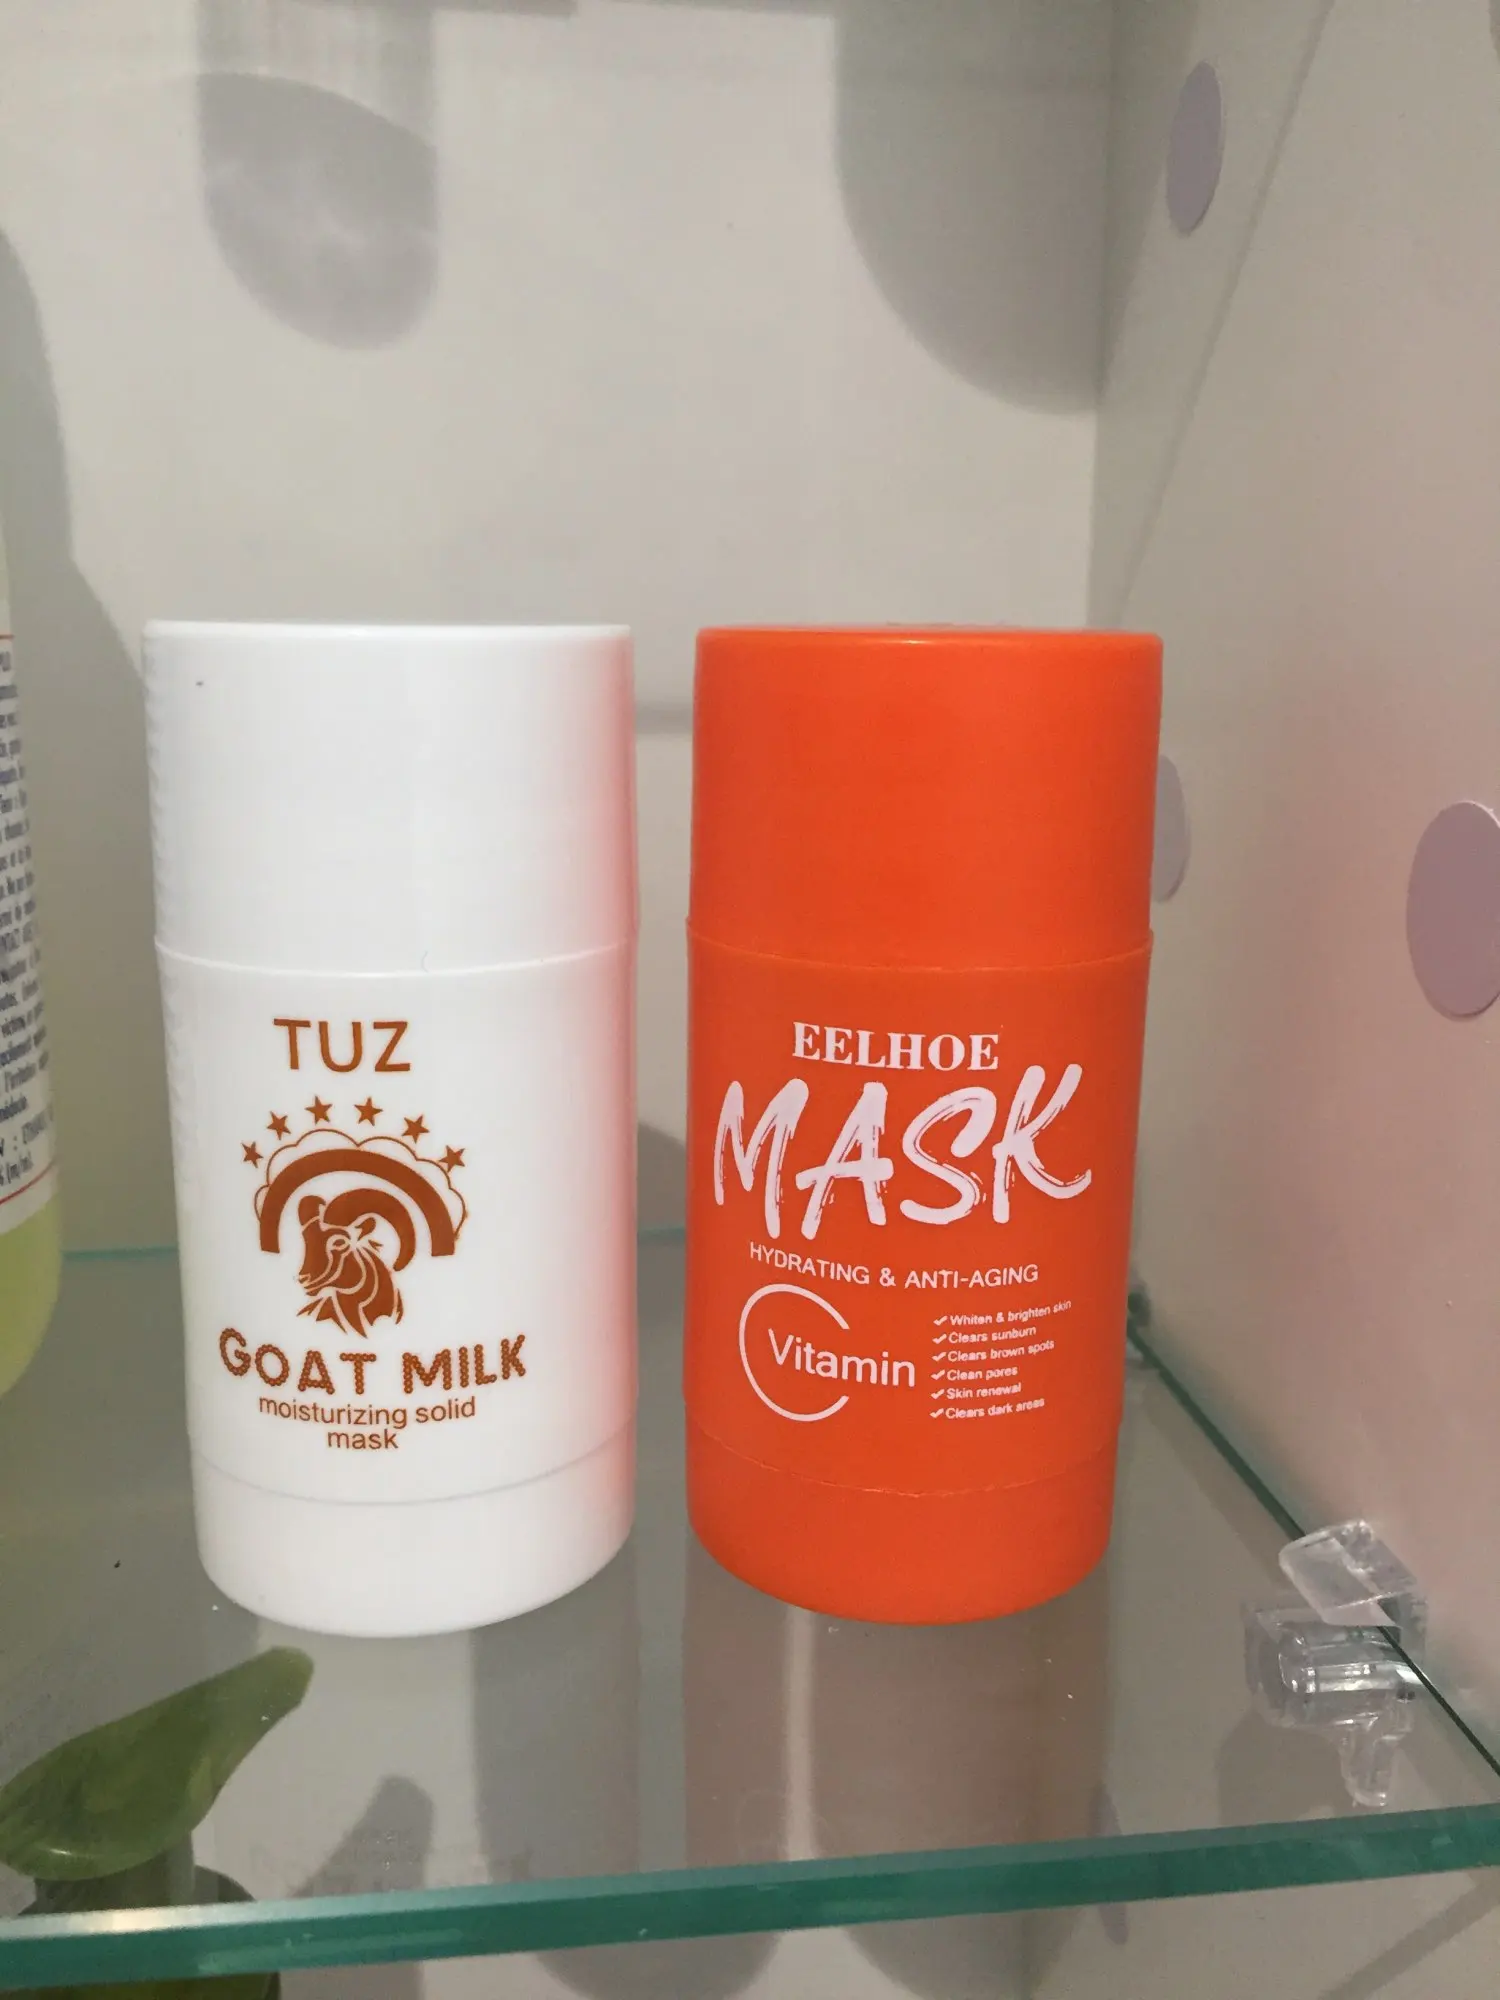 TUZ
GOAT MILK
moisturizing solid
mask
EELHOE
MASK
HYDRATING & ANTI-AGING
Vitamin C
✓ Whiten & brighten skin
✓ Clears sunburn
✓ Clears brown spots
✓ Clean pores
✓ Skin renewal
✓ Clears dark areas